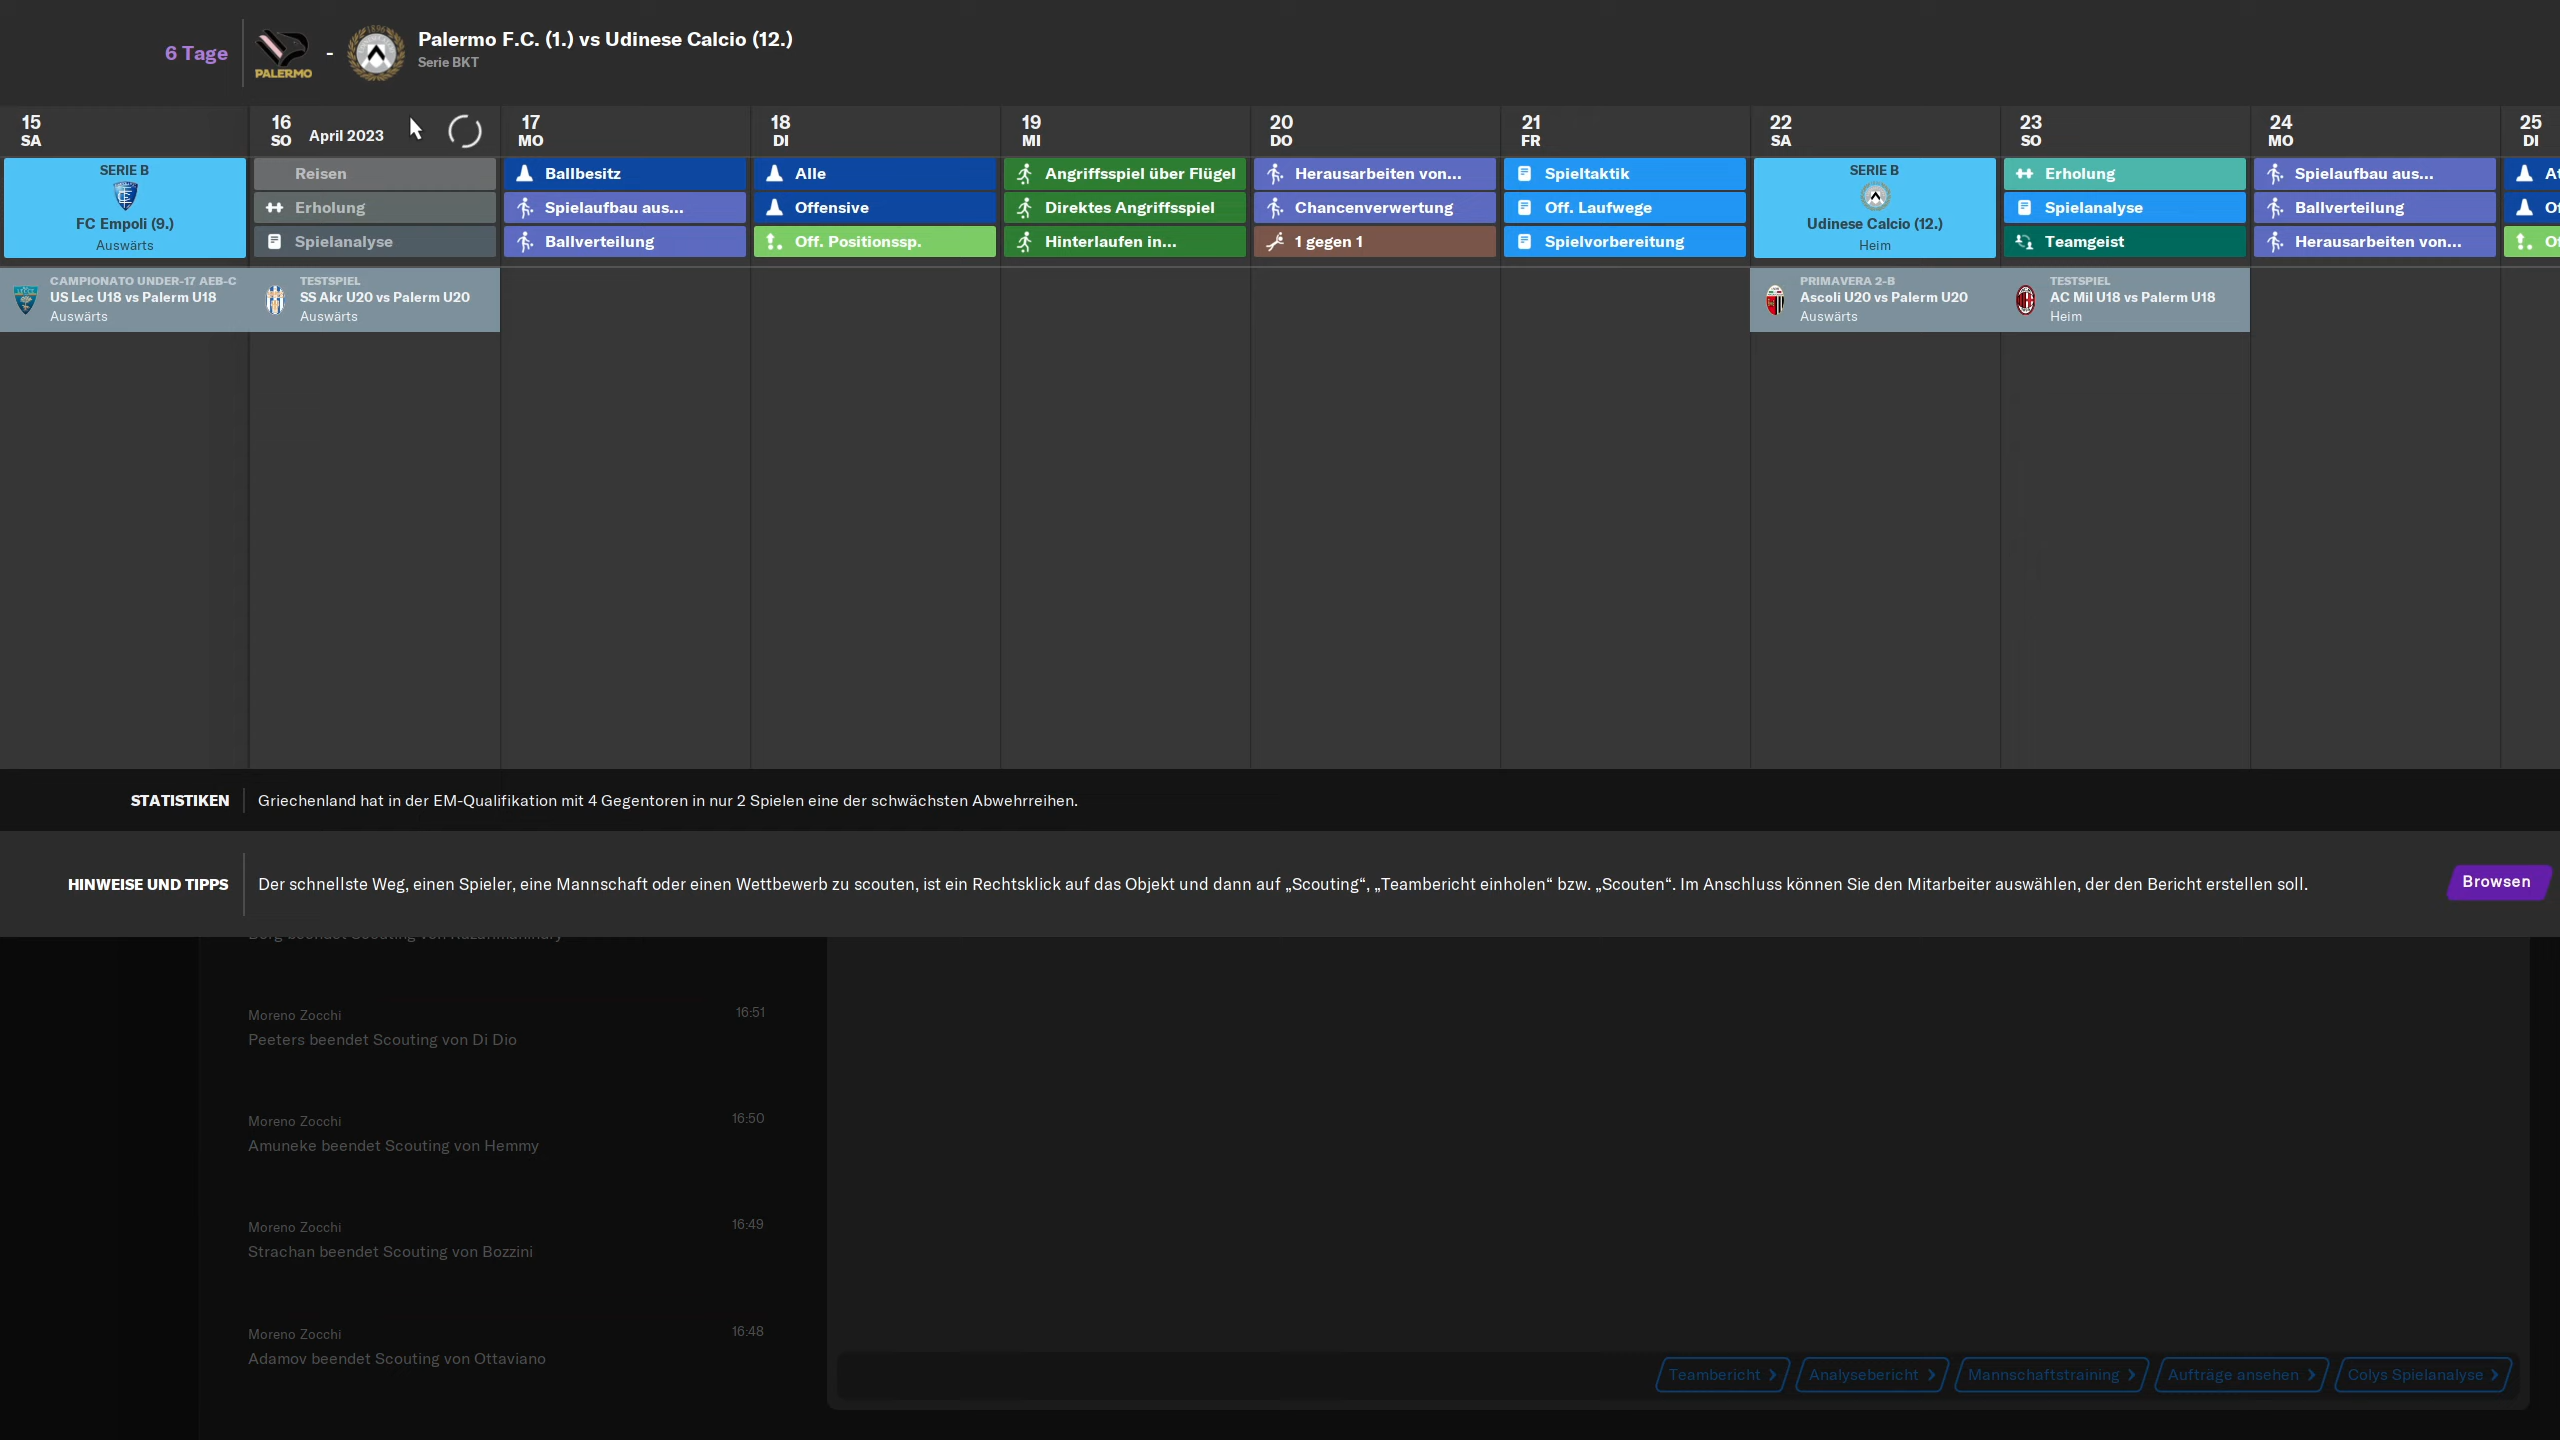 6 Tage
PALERMO
-
Palermo F.C. (1.) vs Udinese Calcio (12.)
Serie BKT
15
SA
16
SO
April 2023
17
MO
18
DI
19
MI
20
DO
21
FR
22
SA
23
SO
24
MO
25
DI
SERIE B
FC Empoli (9.)
Auswärts
Reisen
Erholung
Spielanalyse
Ballbesitz
Spielaufbau aus...
Ballverteilung
Alle
Offensive
Off. Positionssp.
Angriffsspiel über Flügel
Direktes Angriffsspiel
Hinterlaufen in...
Herausarbeiten von...
Chancenverwertung
1 gegen 1
Spieltaktik
Off. Laufwege
Spielvorbereitung
SERIE B
Udinese Calcio (12.)
Heim
Erholung
Spielanalyse
Teamgeist
Spielaufbau aus...
Ballverteilung
Herausarbeiten von...
CAMPIONATO UNDER-17 AEB-C
US Lec U18 vs Palerm U18
Auswärts
TESTSPIEL
SS Akr U20 vs Palerm U20
Auswärts
PRIMAVERA 2-B
Ascoli U20 vs Palerm U20
Auswärts
TESTSPIEL
AC Mil U18 vs Palerm U18
Heim
STATISTIKEN
Griechenland hat in der EM-Qualifikation mit 4 Gegentoren in nur 2 Spielen eine der schwächsten Abwehrreihen.
HINWEISE UND TIPPS
Der schnellste Weg, einen Spieler, eine Mannschaft oder einen Wettbewerb zu scouten, ist ein Rechtsklick auf das Objekt und dann auf „Scouting“, „Teambericht einholen“ bzw. „Scouten“. Im Anschluss können Sie den Mitarbeiter auswählen, der den Bericht erstellen soll.
Browsen
Moreno Zocchi
16:51
Peeters beendet Scouting von Di Dio
Moreno Zocchi
16:50
Amuneke beendet Scouting von Hemmy
Moreno Zocchi
16:49
Strachan beendet Scouting von Bozzini
Moreno Zocchi
16:48
Adamov beendet Scouting von Ottaviano
Teambericht
Analysebericht
Mannschaftstraining
Aufträge ansehen
Colys Spielanalyse